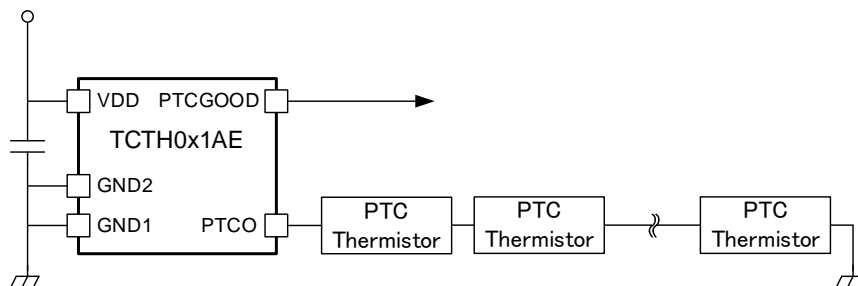 VDD PTCGOOD
TCTH0x1AE
GND2
GND1 PTCO
PTC
Thermistor
PTC
Thermistor
PTC
Thermistor